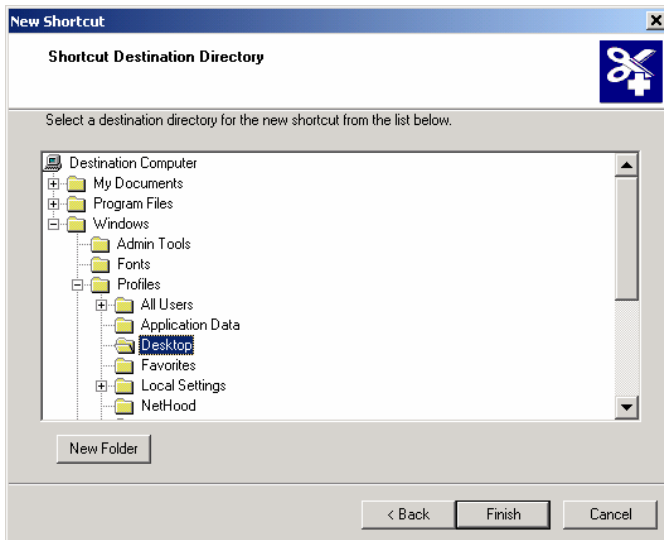 New Shortcut
Shortcut Destination Directory
Select a destination directory for the new shortcut from the list below.
Destination Computer
My Documents
Program Files
Windows
Admin Tools
Fonts
Profiles
All Users
Application Data
Desktop
Favorites
Local Settings
NetHood
New Folder
< Back Finish Cancel